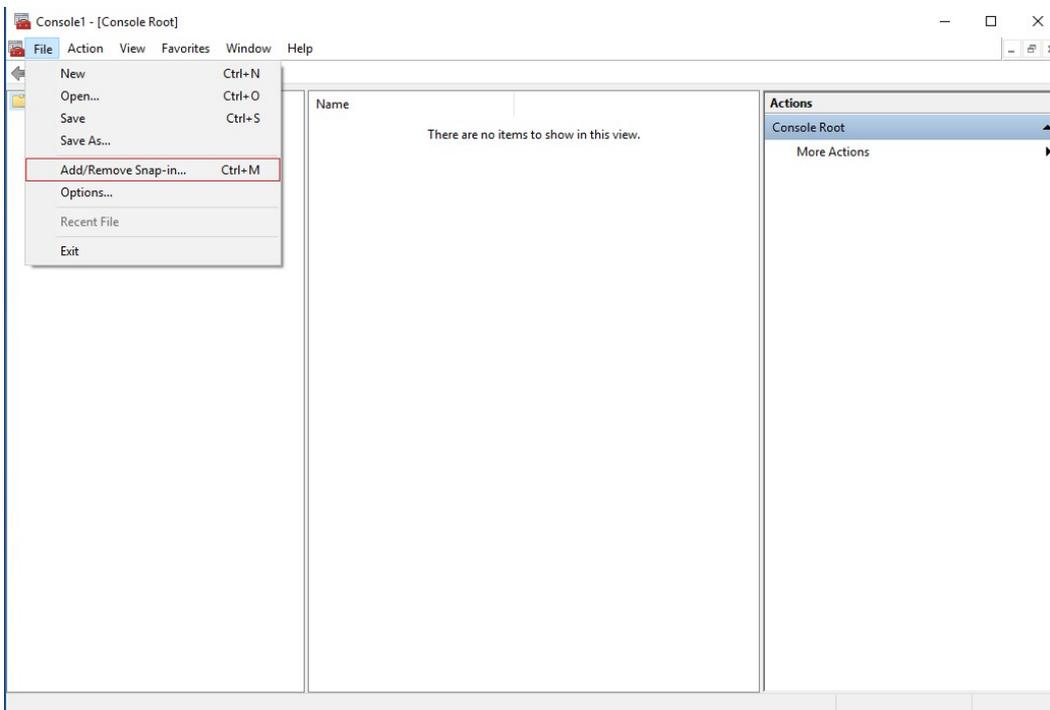 Console1 - [Console Root]
File Action View Favorites Window Help
New Ctrl+N
Open... Ctrl+O
Save Ctrl+S
Save As...
Add/Remove Snap-in... Ctrl+M
Options...
Recent File
Exit
Name
There are no items to show in this view.
Actions
Console Root
More Actions